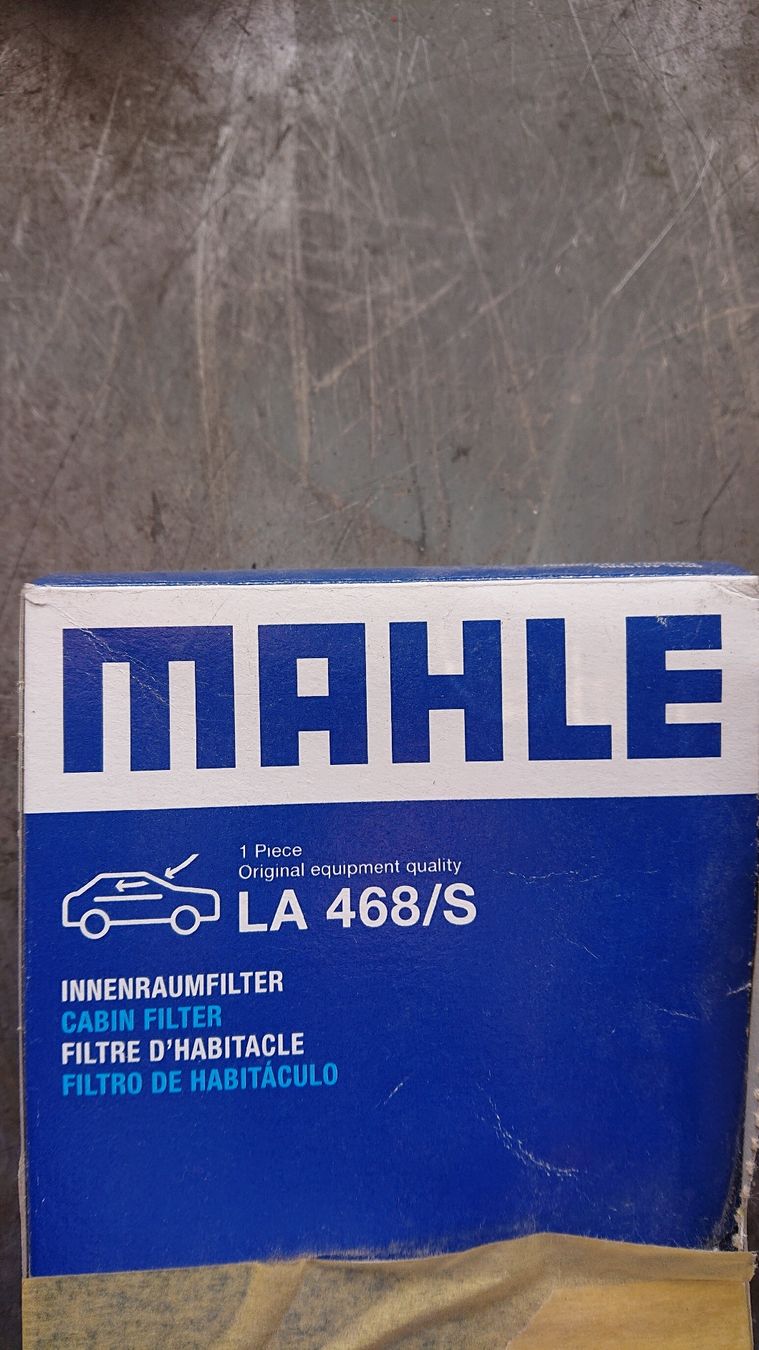 MAHLE
1 Piece
Original equipment quality
LA 468/S
INNENRAUMFILTER
CABIN FILTER
FILTRE D'HABITACLE
FILTRO DE HABITÁCULO